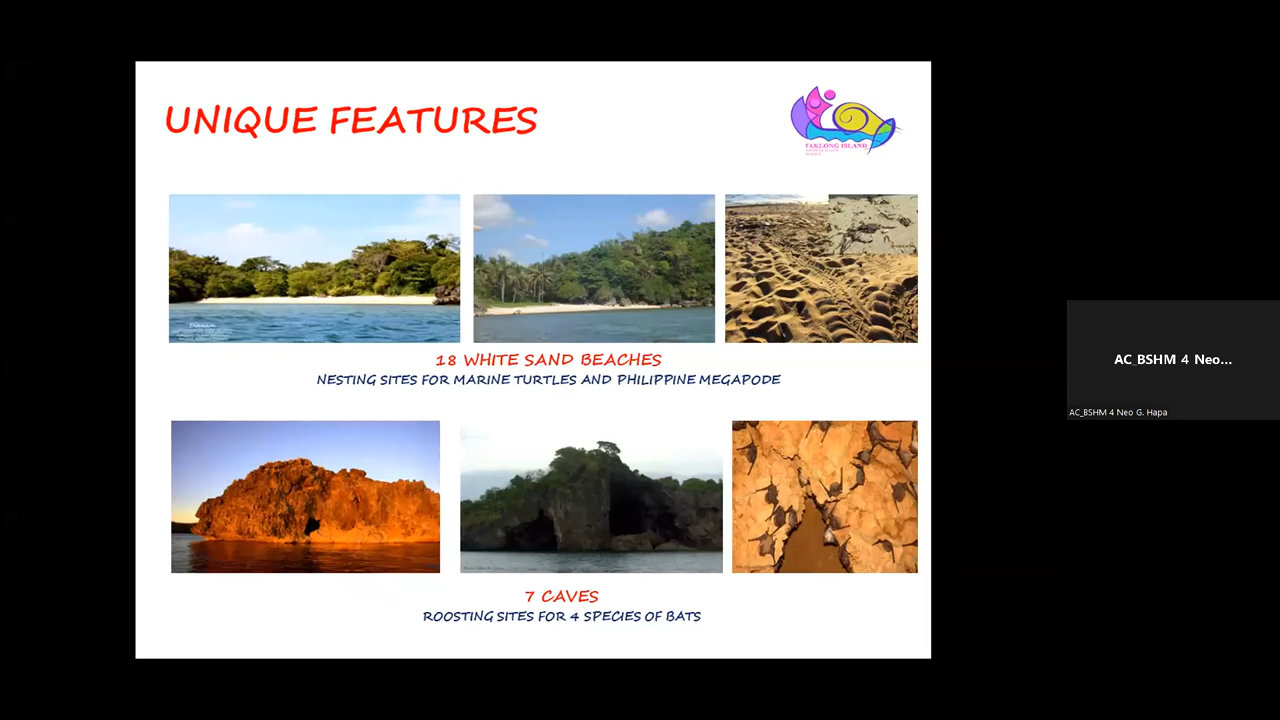 UNIQUE FEATURES
TAKLONG ISLAND
18 WHITE SAND BEACHES
NESTING SITES FOR MARINE TURTLES AND PHILIPPINE MEGAPODE
7 CAVES
ROOSTING SITES FOR 4 SPECIES OF BATS
AC_BSHM 4 Neo...
AC_BSHM 4 Neo G. Hapa